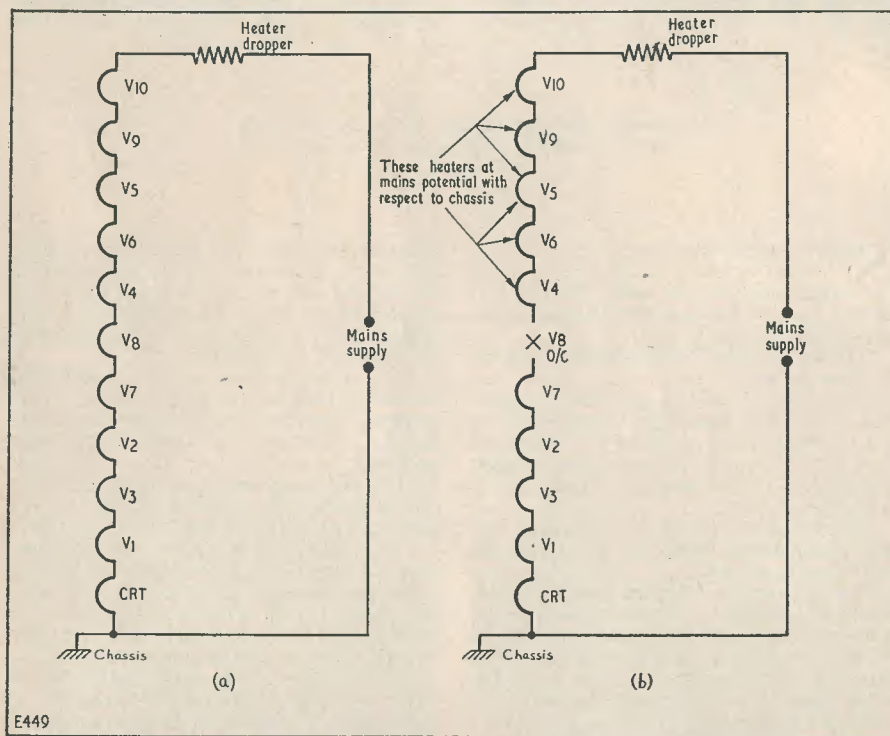 Heater
dropper
V10
V9
V5
V6
V4
V8
V7
V2
V3
V1
CRT
Mains
supply
Chassis
(a)
Heater
dropper
V10
V9
V5
V6
V4
These heaters at
mains potential with
respect to chassis
V8
O/C
V7
V2
V3
V1
CRT
Mains
supply
Chassis
(b)
E449